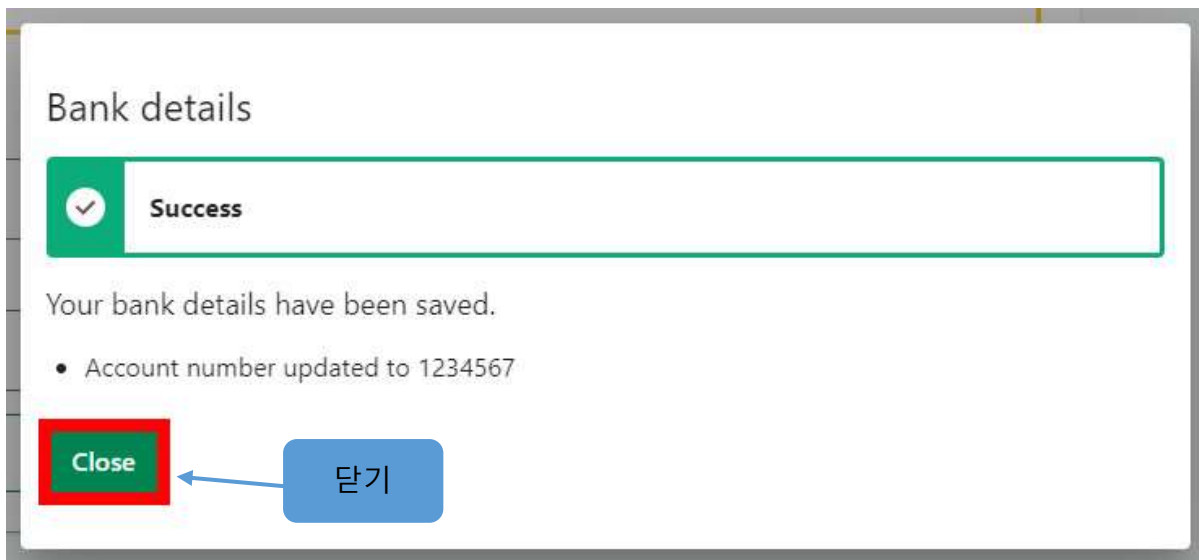 Bank details
Success
Your bank details have been saved.
• Account number updated to 1234567
Close
닫기